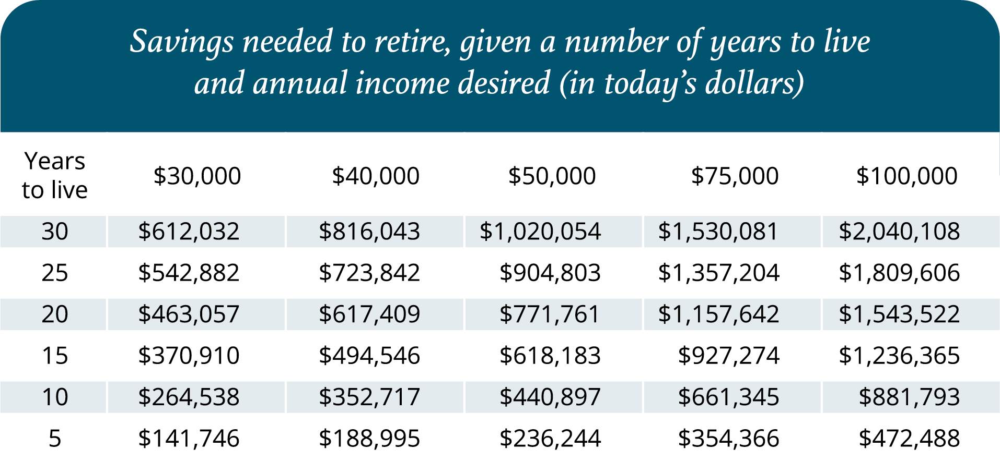 Savings needed to retire, given a number of years to live
and annual income desired (in today’s dollars)
Years
to live $30,000 $40,000 $50,000 $75,000 $100,000
30 $612,032 $816,043 $1,020,054 $1,530,081 $2,040,108
25 $542,882 $723,842 $904,803 $1,357,204 $1,809,606
20 $463,057 $617,409 $771,761 $1,157,642 $1,543,522
15 $370,910 $494,546 $618,183 $927,274 $1,236,365
10 $264,538 $352,717 $440,897 $661,345 $881,793
5 $141,746 $188,995 $236,244 $354,366 $472,488